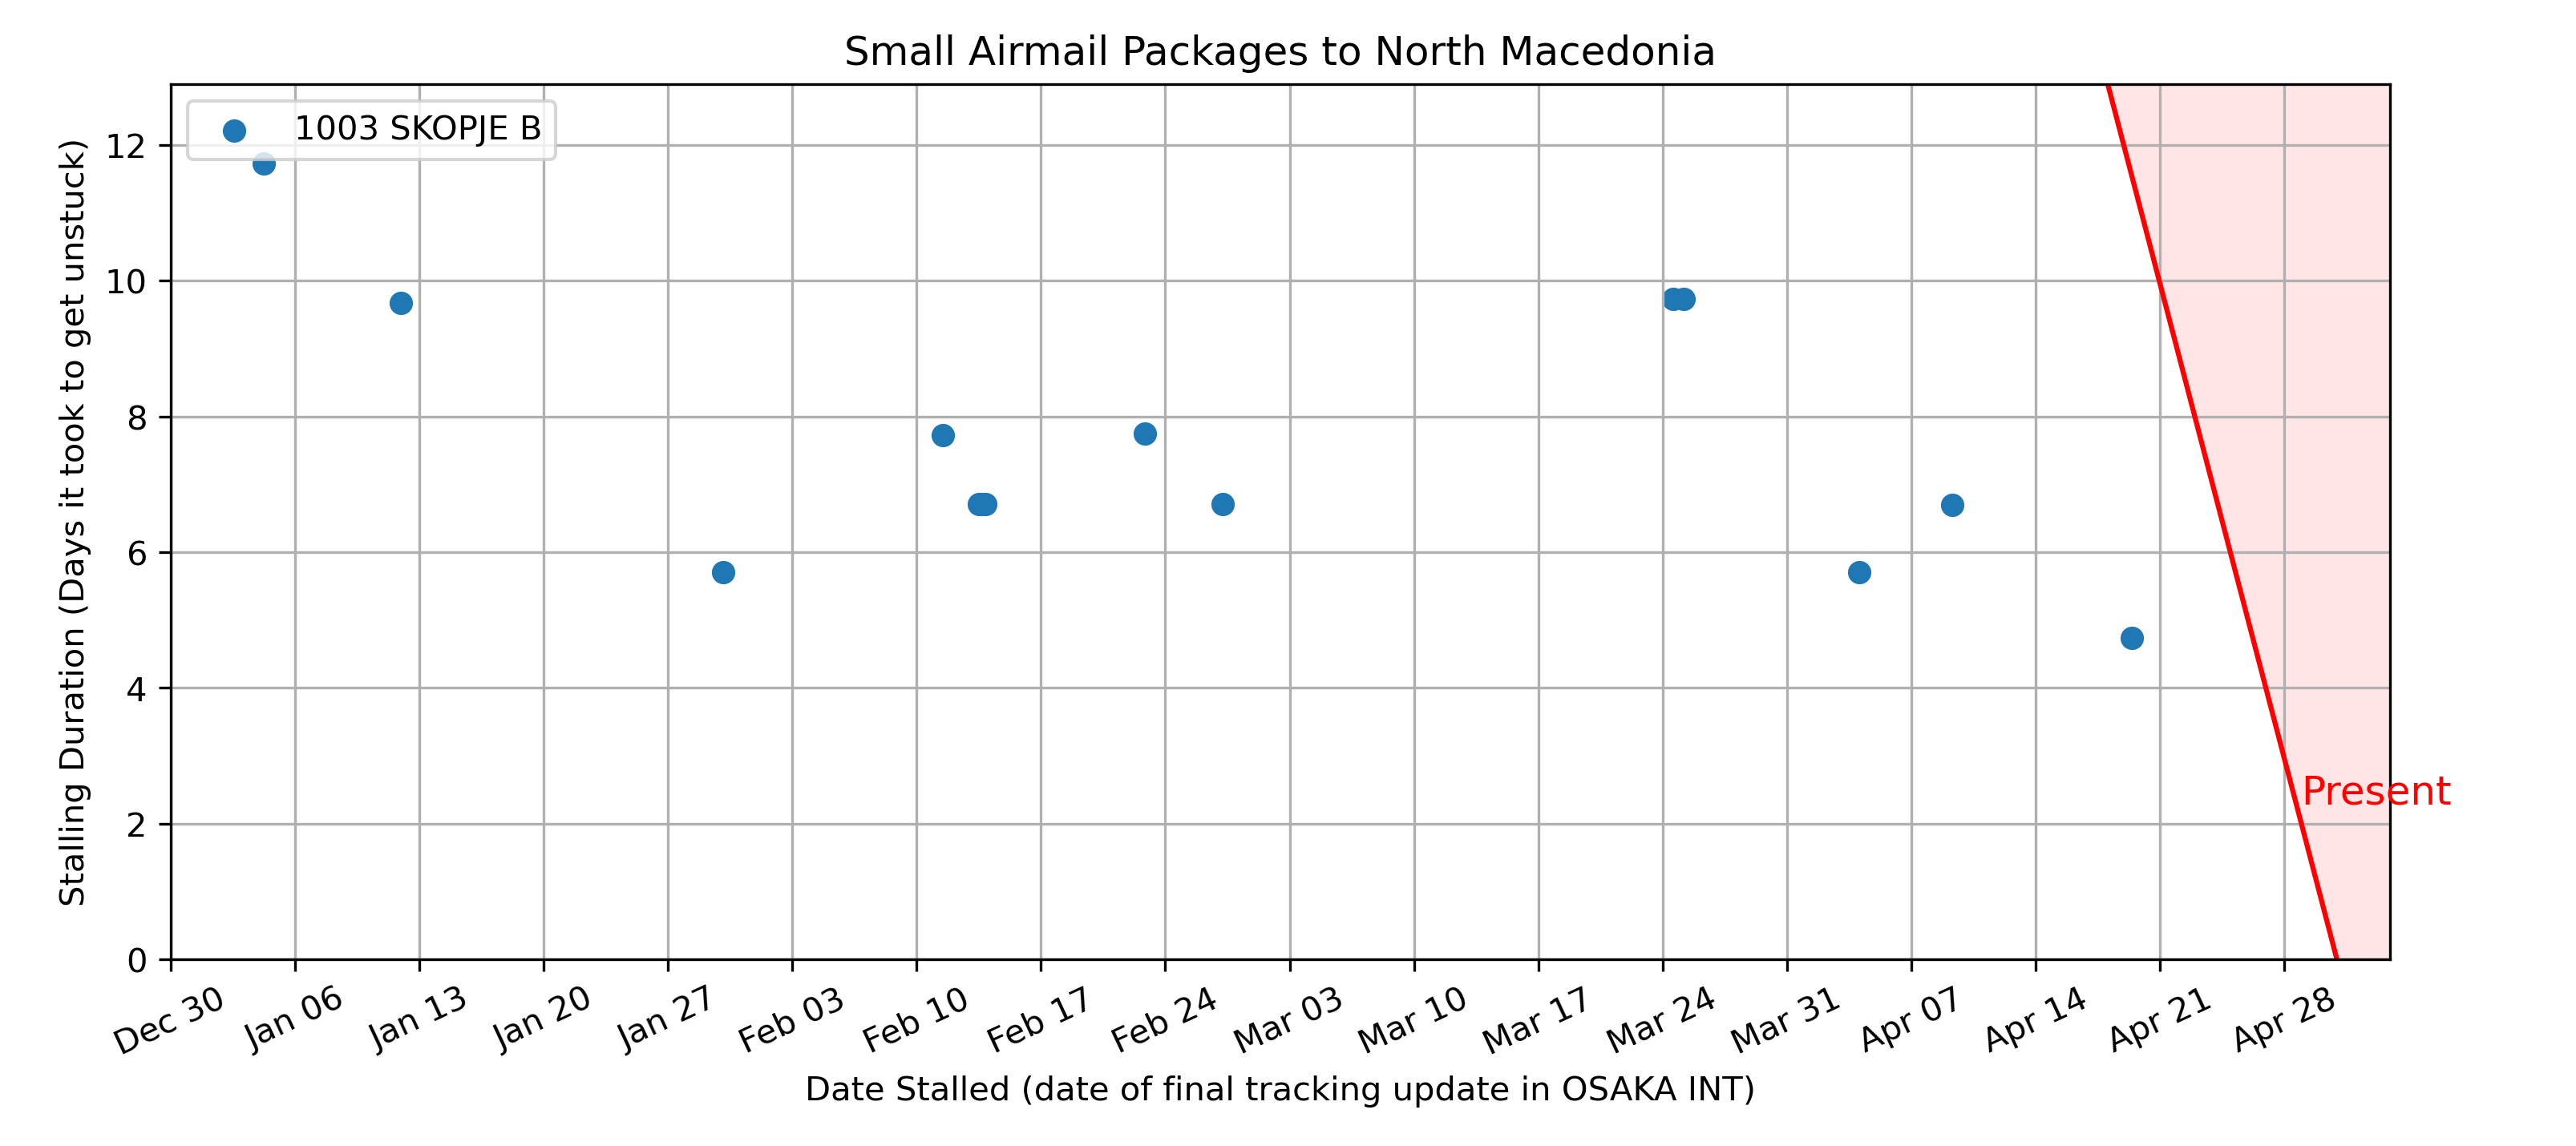 Small Airmail Packages to North Macedonia
1003 SKOPJE B
Stalling Duration (Days it took to get unstuck)
12
10
8
6
4
2
0
Present
Dec 30
Jan 06
Jan 13
Jan 20
Jan 27
Feb 03
Feb 10
Feb 17
Feb 24
Mar 03
Mar 10
Mar 17
Mar 24
Mar 31
Apr 07
Apr 14
Apr 21
Apr 28
Date Stalled (date of final tracking update in OSAKA INT)